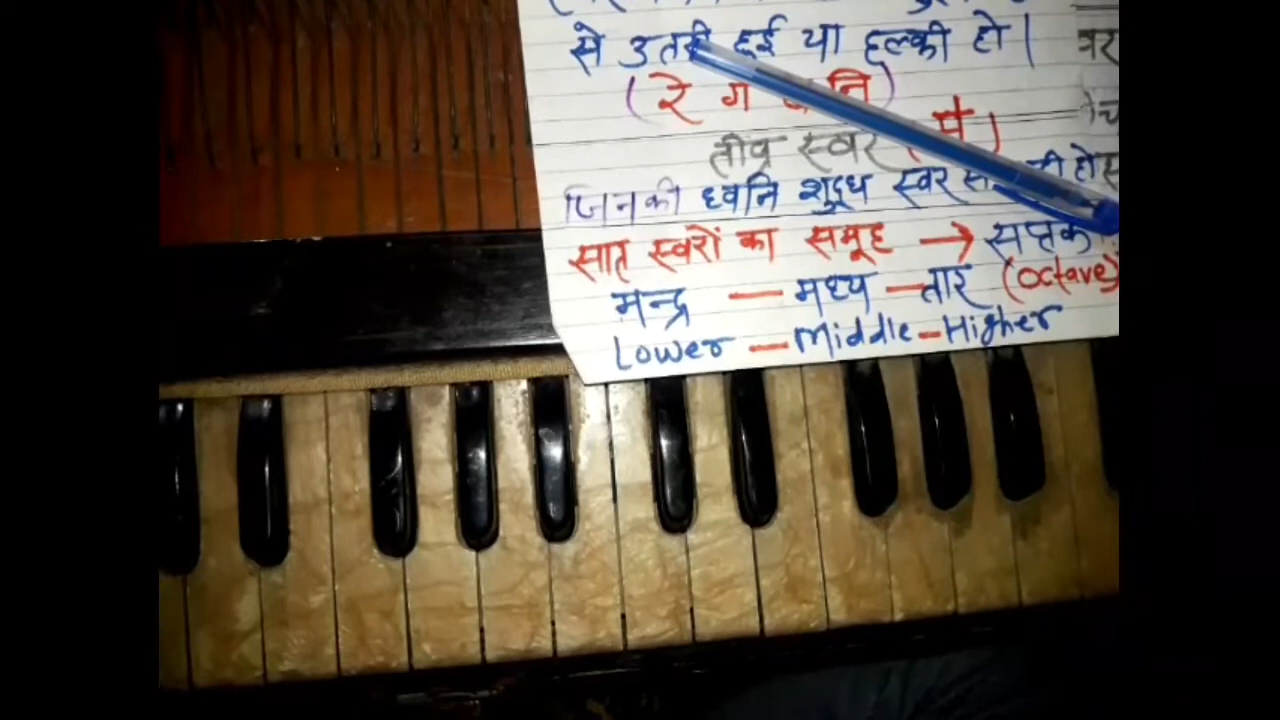 से उतरी हुई या हल्की हो |
( रे ग नि )
तीव्र स्वर ( म॑ )
जिनकी ध्वनि शुद्ध स्वर
सात स्वरों का समूह → सप्तक
मन्द्र — मध्य — तार (octave)
Lower — Middle - Higher